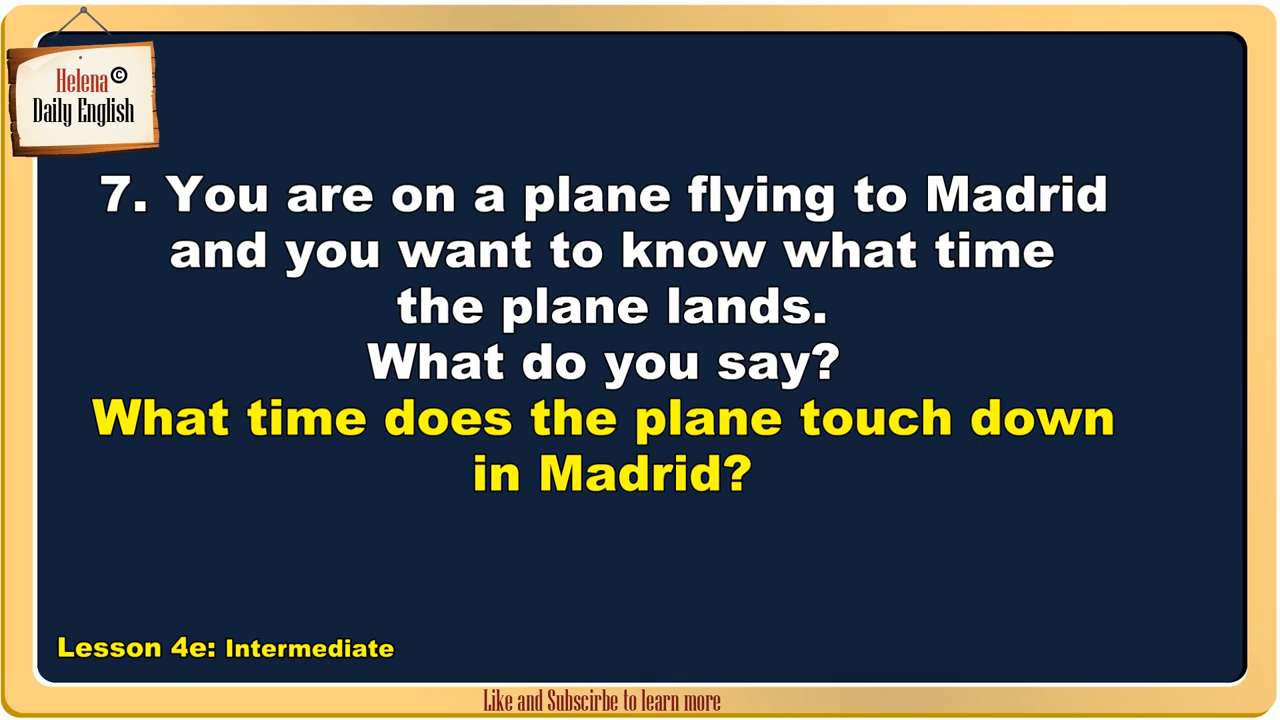 Helena ©
Daily English
7. You are on a plane flying to Madrid
and you want to know what time
the plane lands.
What do you say?
What time does the plane touch down
in Madrid?
Lesson 4e: Intermediate
Like and Subscirbe to learn more